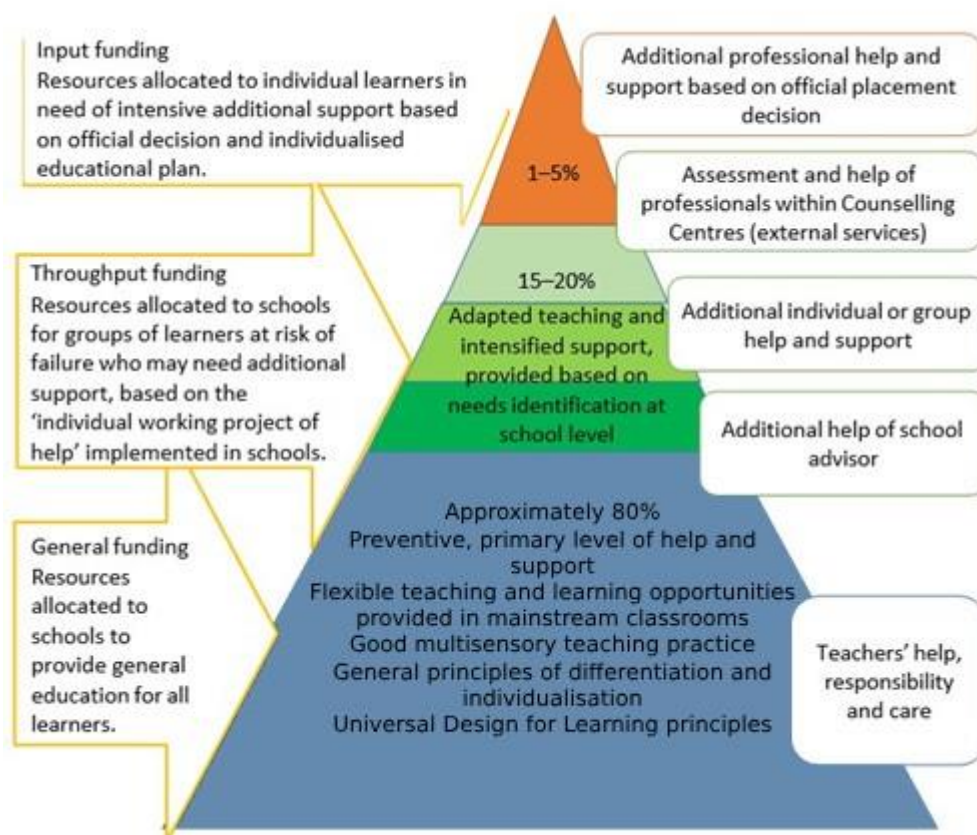 Input funding
Resources allocated to individual learners in
need of intensive additional support based
on official decision and individualised
educational plan.
Throughput funding
Resources allocated to schools
for groups of learners at risk of
failure who may need additional
support, based on the
‘individual working project of
help’ implemented in schools.
General funding
Resources
allocated to
schools to
provide general
education for all
learners.
1–5%
15–20%
Adapted teaching and
intensified support,
provided based on
needs identification at
school level
Approximately 80%
Preventive, primary level of help and
support
Flexible teaching and learning opportunities
provided in mainstream classrooms
Good multisensory teaching practice
General principles of differentiation and
individualisation
Universal Design for Learning principles
Additional professional help and
support based on official placement
decision
Assessment and help of
professionals within Counselling
Centres (external services)
Additional individual or group
help and support
Additional help of school
advisor
Teachers’ help,
responsibility
and care